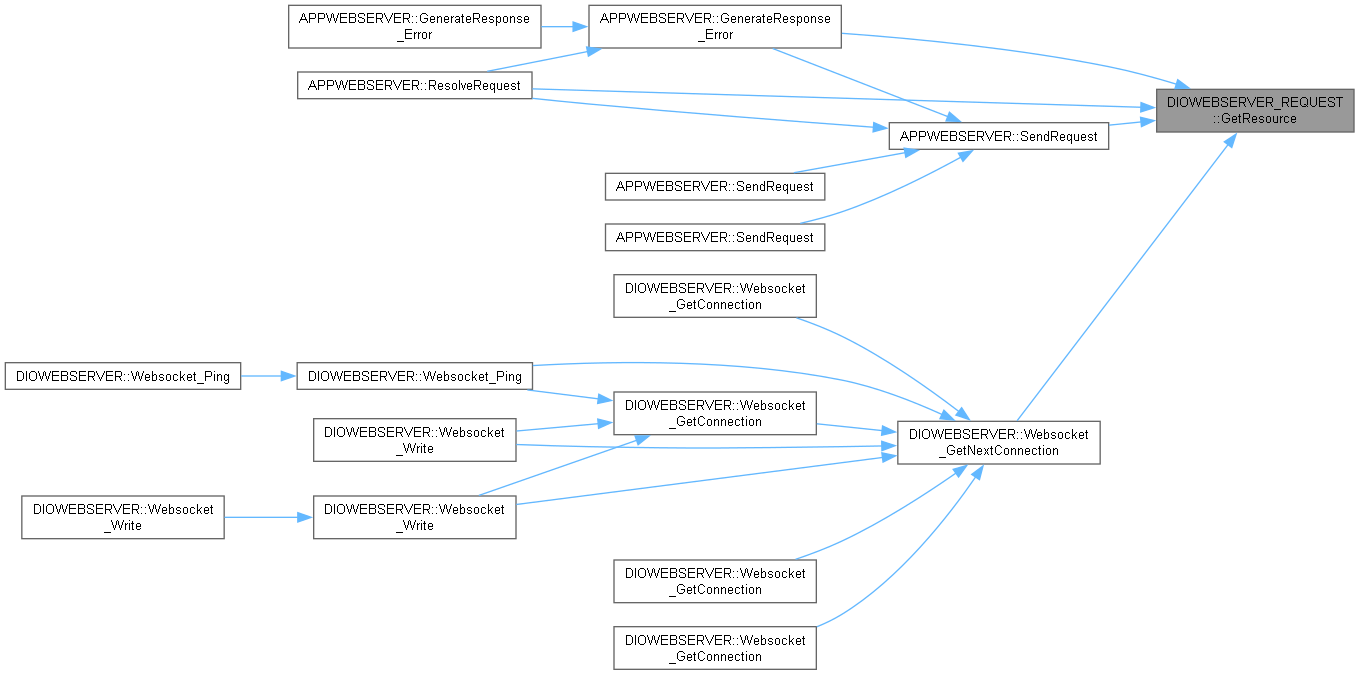 APPWEBSERVER::GenerateResponse
_Error
APPWEBSERVER::GenerateResponse
_Error
APPWEBSERVER::ResolveRequest
DIOWEBSERVER_REQUEST
::GetResource
APPWEBSERVER::SendRequest
APPWEBSERVER::SendRequest
APPWEBSERVER::SendRequest
DIOWEBSERVER::Websocket
_GetConnection
DIOWEBSERVER::Websocket_Ping
DIOWEBSERVER::Websocket_Ping
DIOWEBSERVER::Websocket
_GetConnection
DIOWEBSERVER::Websocket
_Write
DIOWEBSERVER::Websocket
_GetNextConnection
DIOWEBSERVER::Websocket
_Write
DIOWEBSERVER::Websocket
_Write
DIOWEBSERVER::Websocket
_GetConnection
DIOWEBSERVER::Websocket
_GetConnection